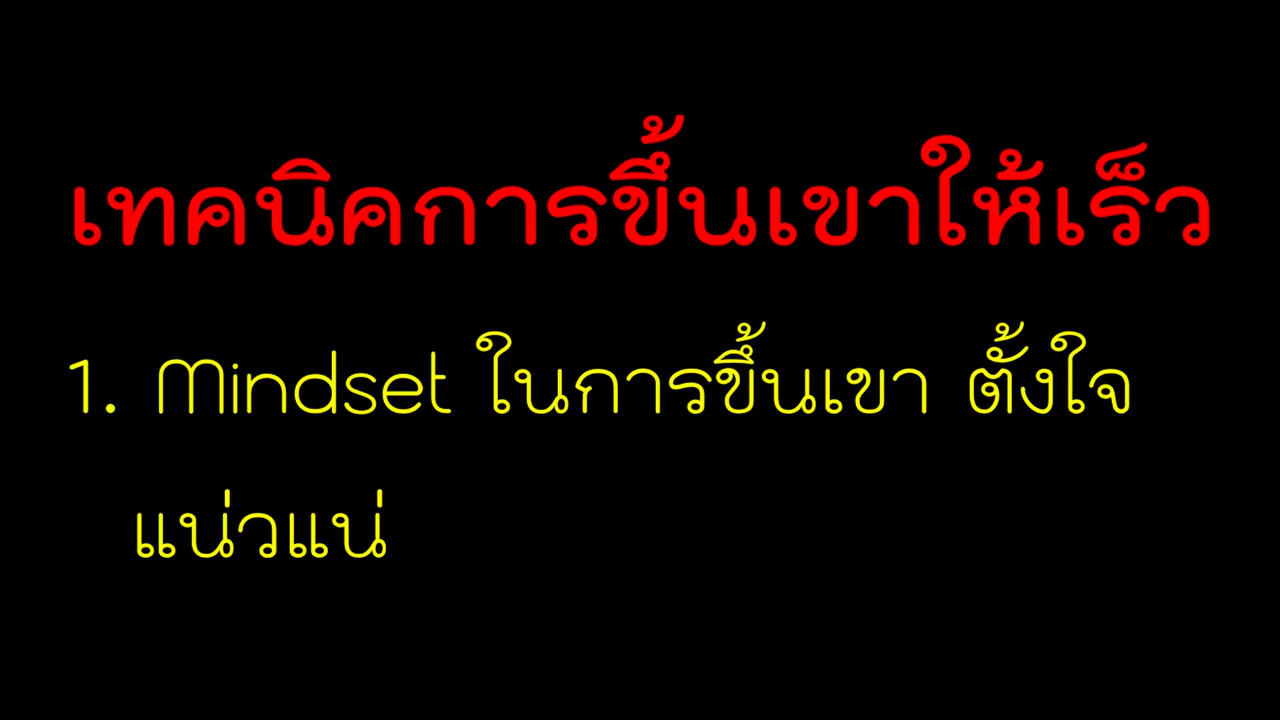 เทคนิคการขึ้นเขาให้เร็ว
1. Mindset ในการขึ้นเขา ตั้งใจ
แน่วแน่